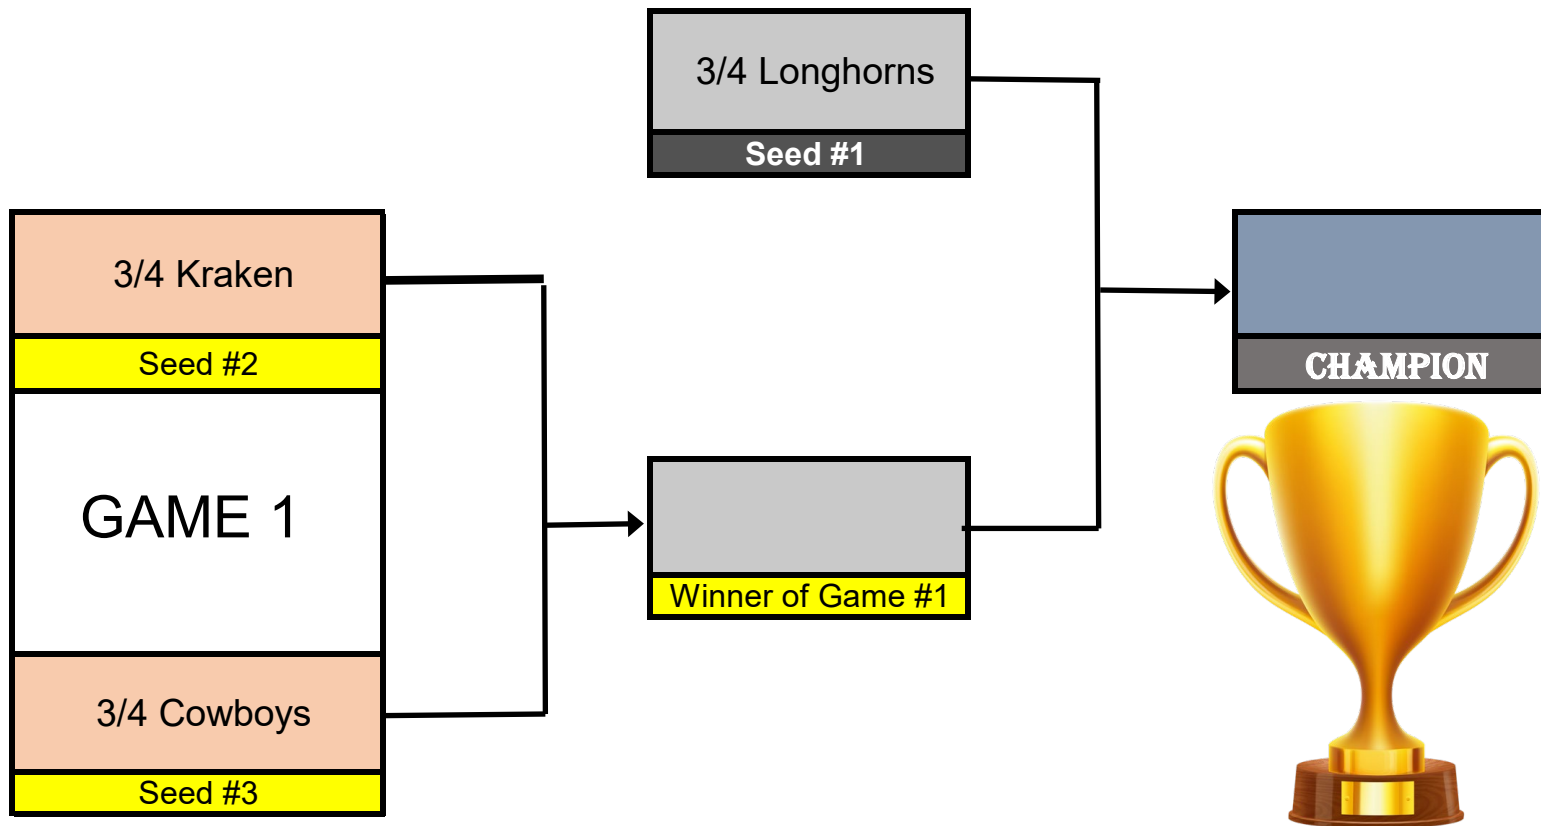 3/4 Longhorns
Seed #1
3/4 Kraken
Seed #2
CHAMPION
GAME 1
Winner of Game #1
3/4 Cowboys
Seed #3